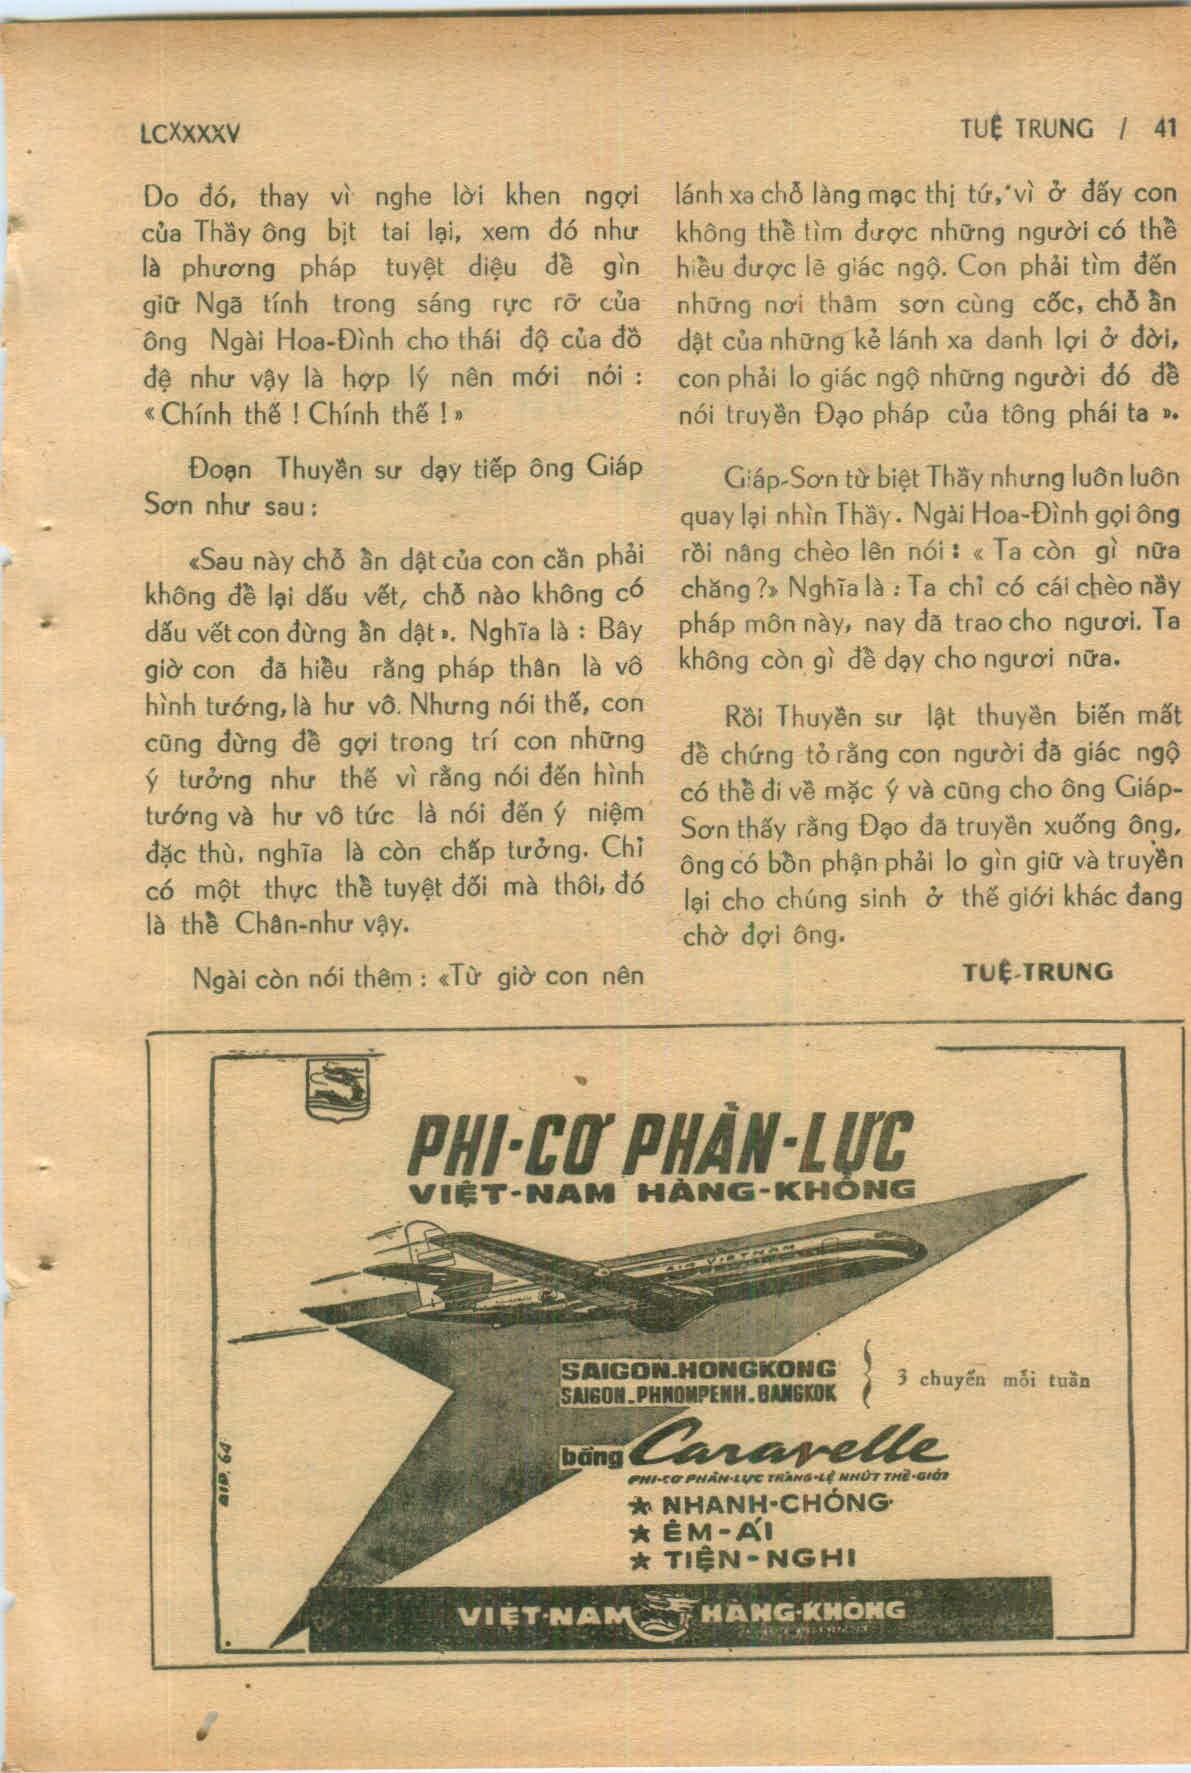 LCXXXXV
TUỆ TRUNG / 41
Do đó, thay vì nghe lời khen ngợi
của Thầy ông bịt tai lại, xem đó như
là phương pháp tuyệt diệu để gìn
giữ Ngã tính trong sáng rực rỡ của
ông Ngài Hoa-Đình cho thái độ của đồ
đệ như vậy là hợp lý nên mới nói :
« Chính thế ! Chính thế ! »
Đoạn Thuyền sư dạy tiếp ông Giáp
Sơn như sau :
«Sau này chỗ ẩn dật của con cần phải
không để lại dấu vết, chỗ nào không có
dấu vết con đừng ẩn dật ». Nghĩa là : Bây
giờ con đã hiểu rằng pháp thân là vô
hình tướng, là hư vô. Nhưng nói thế, con
cũng đừng để gợi trong trí con những
ý tưởng như thế vì rằng nói đến hình
tướng và hư vô tức là nói đến ý niệm
đặc thù, nghĩa là còn chấp tưởng. Chỉ
có một thực thể tuyệt đối mà thôi, đó
là thể Chân-như vậy.
Ngài còn nói thêm : «Từ giờ con nên
lánh xa chỗ làng mạc thị tứ, vì ở đấy con
không thể tìm được những người có thể
hiểu được lẽ giác ngộ. Con phải tìm đến
những nơi thâm sơn cùng cốc, chỗ ẩn
dật của những kẻ lánh xa danh lợi ở đời,
con phải lo giác ngộ những người đó để
nói truyền Đạo pháp của tông phái ta ».
Giáp-Sơn từ biệt Thầy nhưng luôn luôn
quay lại nhìn Thầy. Ngài Hoa-Đình gọi ông
rồi nâng chèo lên nói : « Ta còn gì nữa
chăng ?» Nghĩa là : Ta chỉ có cái chèo nầy
pháp môn này, nay đã trao cho ngươi. Ta
không còn gì để dạy cho ngươi nữa.
Rồi Thuyền sư lật thuyền biến mất
để chứng tỏ rằng con người đã giác ngộ
có thể đi về mặc ý và cũng cho ông Giáp-
Sơn thấy rằng Đạo đã truyền xuống ông,
ông có bổn phận phải lo gìn giữ và truyền
lại cho chúng sinh ở thế giới khác đang
chờ đợi ông.
TUỆ-TRUNG
PHI-CƠ PHẢN-LỰC
VIỆT-NAM HÀNG-KHÔNG
AIR VIETNAM
SAIGON.HONGKONG
SAIGON.PHNOMPENH.BANGKOK
3 chuyến mỗi tuần
bằng Caravelle
PHI-CƠ PHẢN-LỰC TRÁNG-LỆ NHỨT THẾ-GIỚI
★ NHANH-CHÓNG
★ ÊM-ÁI
★ TIỆN-NGHI
VIỆT-NAM HÀNG-KHÔNG